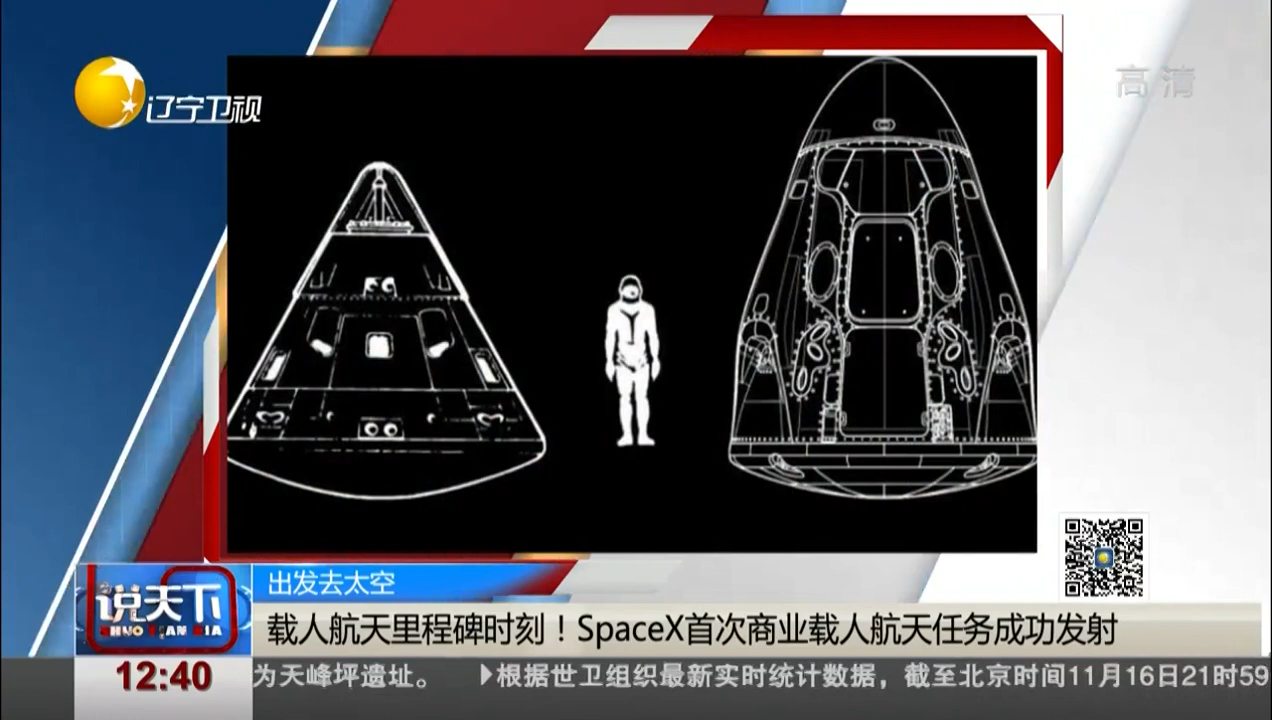 辽宁卫视
高清
出发去太空
说天下
SHUO TIAN XIA
载人航天里程碑时刻！SpaceX首次商业载人航天任务成功发射
12:40
为天峰坪遗址。 ▶根据世卫组织最新实时统计数据，截至北京时间11月16日21时59